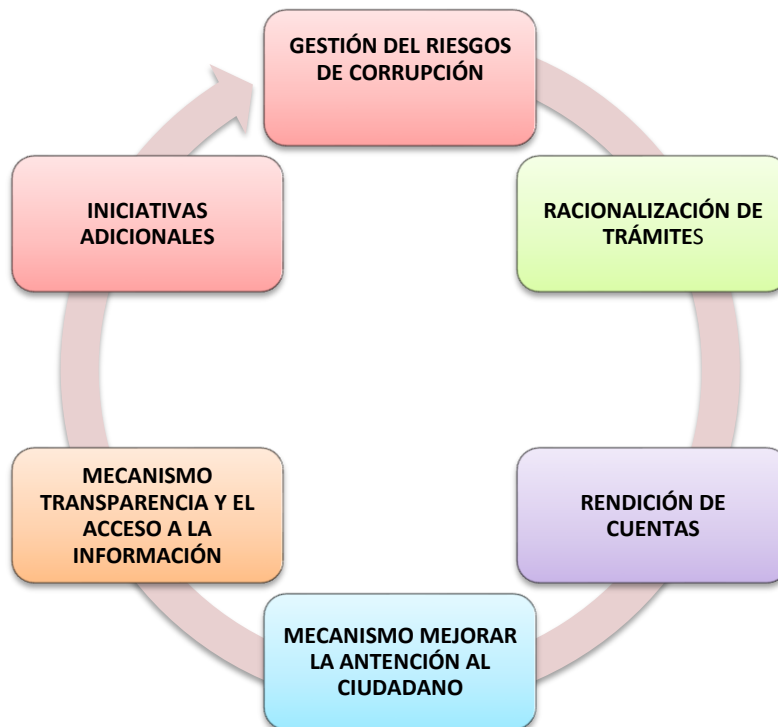 GESTIÓN DEL RIESGOS
DE CORRUPCIÓN
RACIONALIZACIÓN DE
TRÁMITES
RENDICIÓN DE
CUENTAS
MECANISMO MEJORAR
LA ANTENCIÓN AL
CIUDADANO
MECANISMO
TRANSPARENCIA Y EL
ACCESO A LA
INFORMACIÓN
INICIATIVAS
ADICIONALES